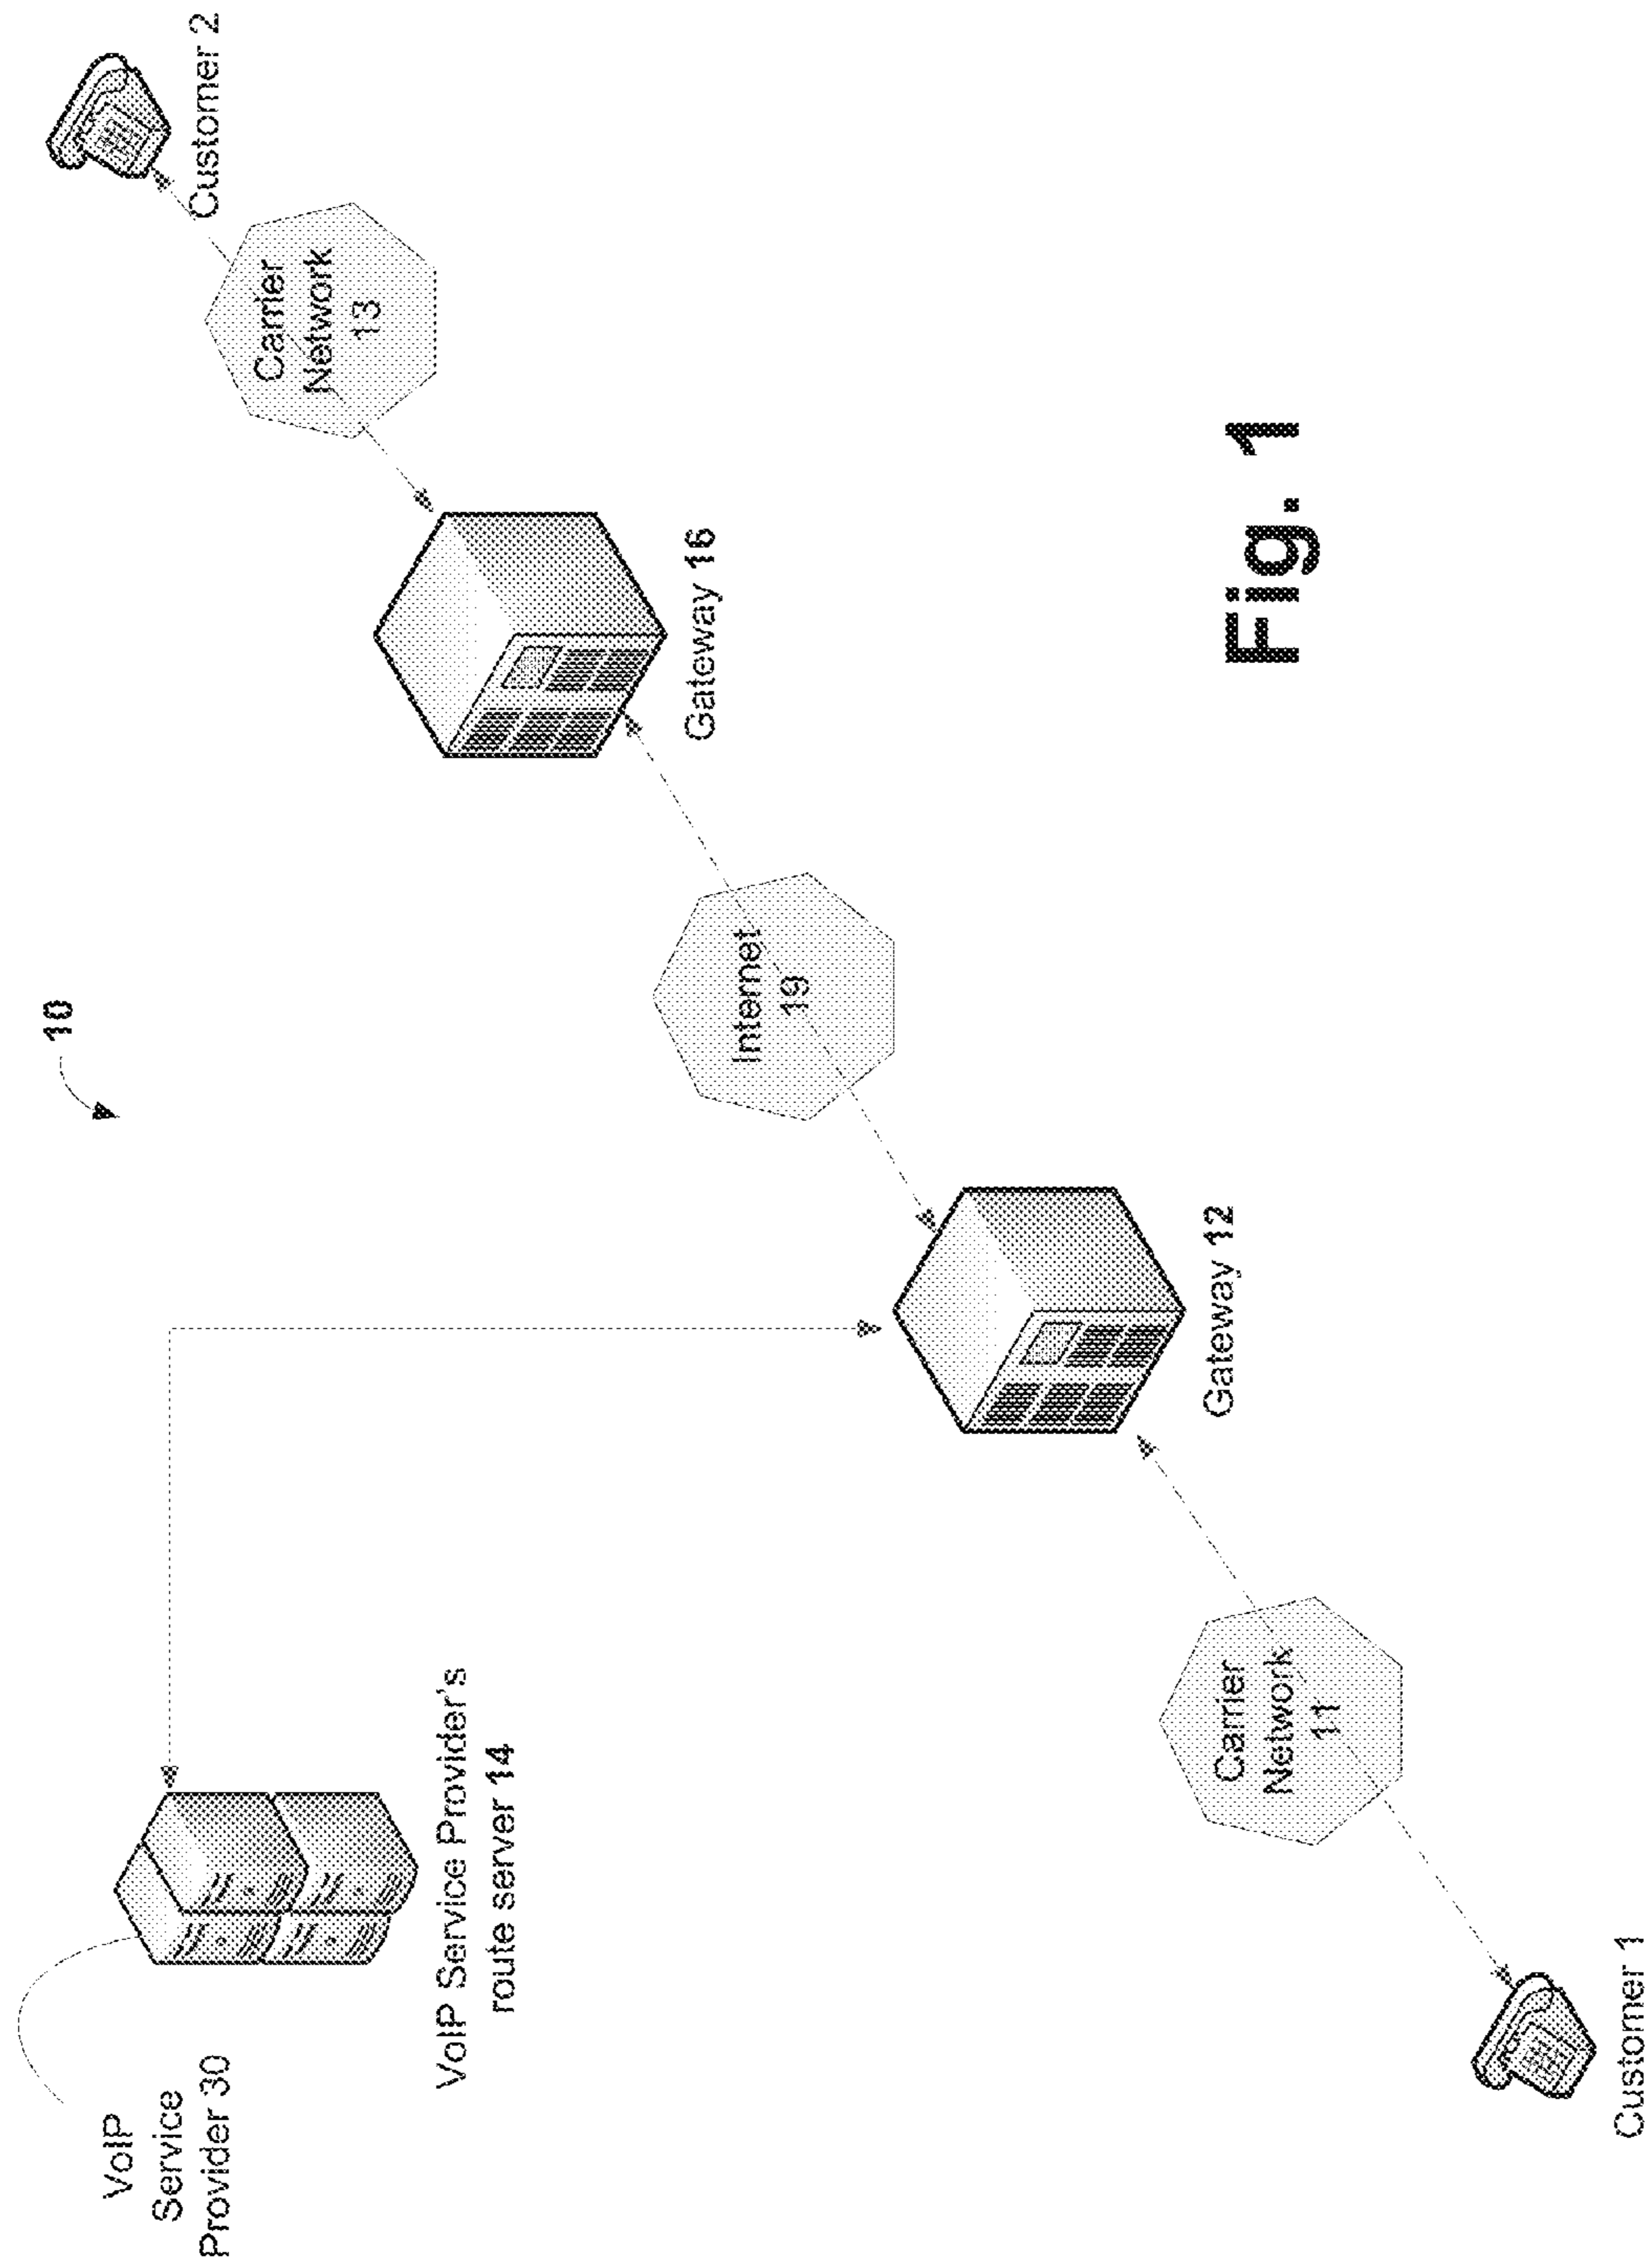 VoIP
Service
Provider 30
VoIP Service Provider's
route server 14
10
Customer 2
Carrier
Network
13
Gateway 16
Internet
19
Gateway 12
Carrier
Network
11
Customer 1
Fig. 1